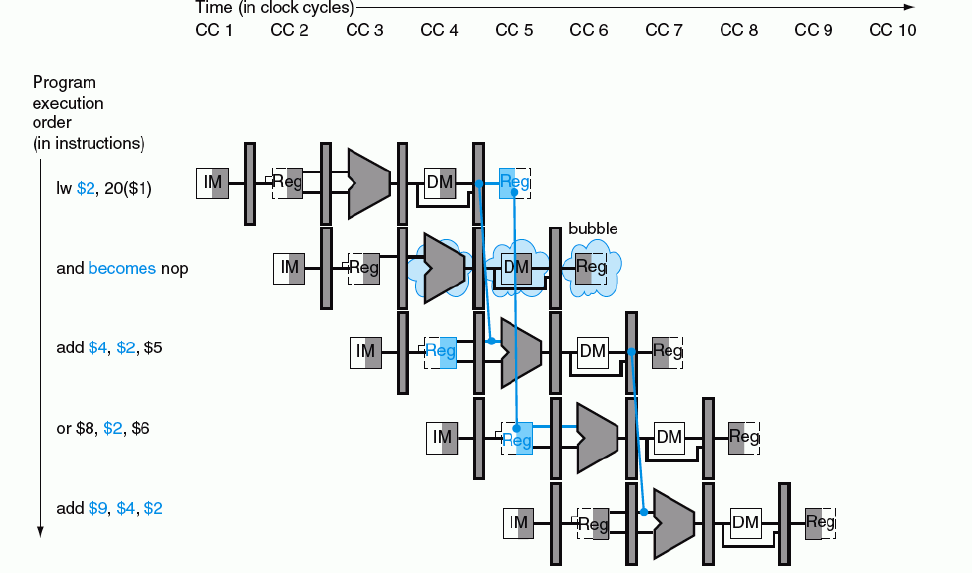 Time (in clock cycles)
CC 1 CC 2 CC 3 CC 4 CC 5 CC 6 CC 7 CC 8 CC 9 CC 10
Program
execution
order
(in instructions)
lw $2, 20($1)
IM Reg DM Reg
bubble
and becomes nop
IM Reg DM Reg
add $4, $2, $5
IM Reg DM Reg
or $8, $2, $6
IM Reg DM Reg
add $9, $4, $2
IM Reg DM Reg